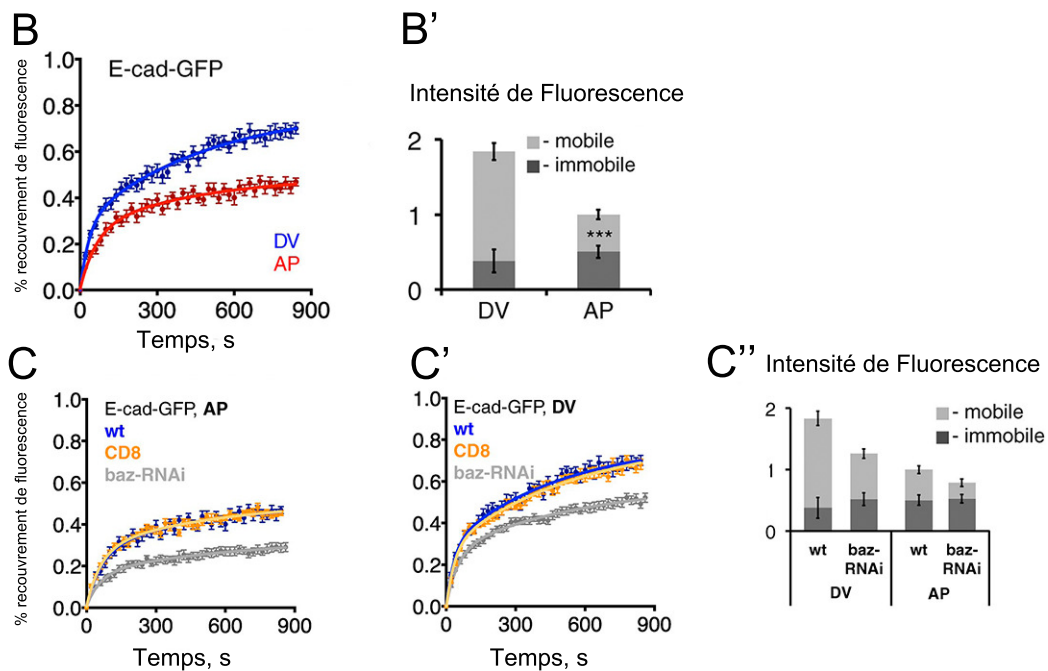 B
% recouvrement de fluorescence
1.0
0.8
0.6
0.4
0.2
0.0
E-cad-GFP
DV
AP
0 300 600 900
Temps, s
B’
Intensité de Fluorescence
2
1
0
- mobile
- immobile
***
DV AP
C
% recouvrement de fluorescence
1.0
0.8
0.6
0.4
0.2
0.0
E-cad-GFP, AP
wt
CD8
baz-RNAi
0 300 600 900
Temps, s
C’
1.0
0.8
0.6
0.4
0.2
0.0
E-cad-GFP, DV
wt
CD8
baz-RNAi
0 300 600 900
Temps, s
C’’ Intensité de Fluorescence
2
1
0
- mobile
- immobile
wt baz- wt baz-
RNAi RNAi
DV AP